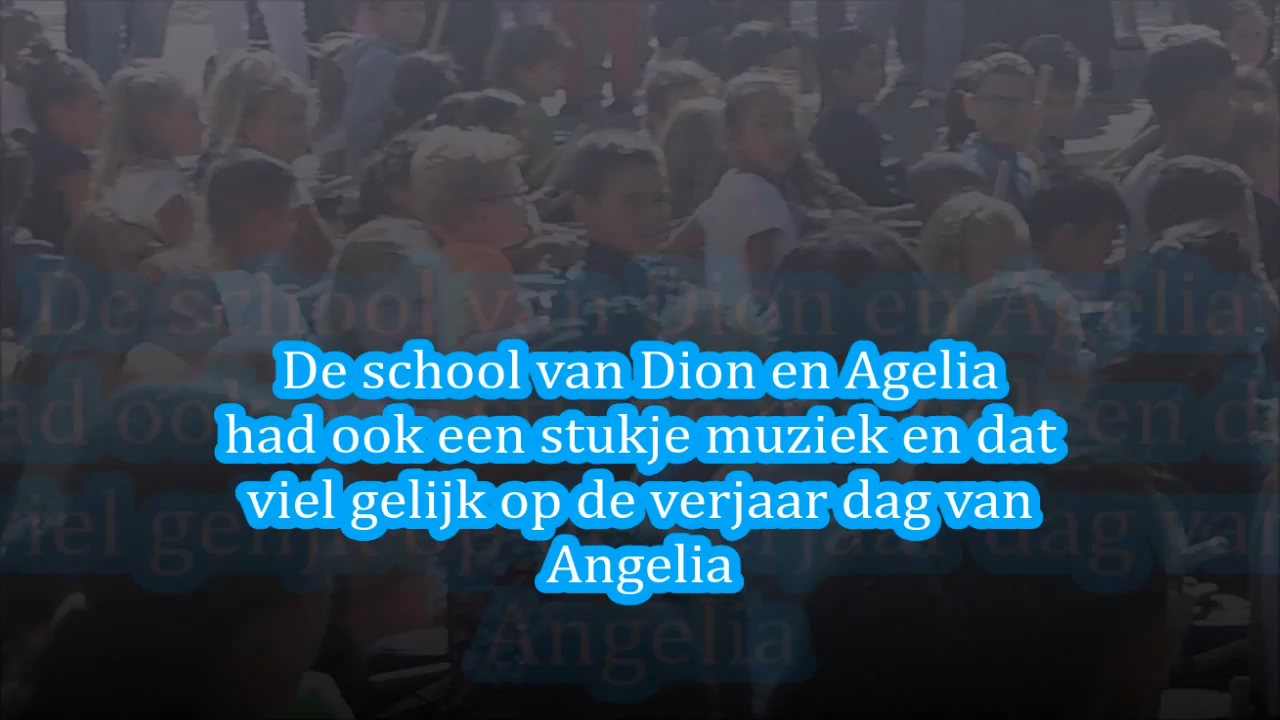 De school van Dion en Agelia
had ook een stukje muziek en dat
viel gelijk op de verjaar dag van
Angelia